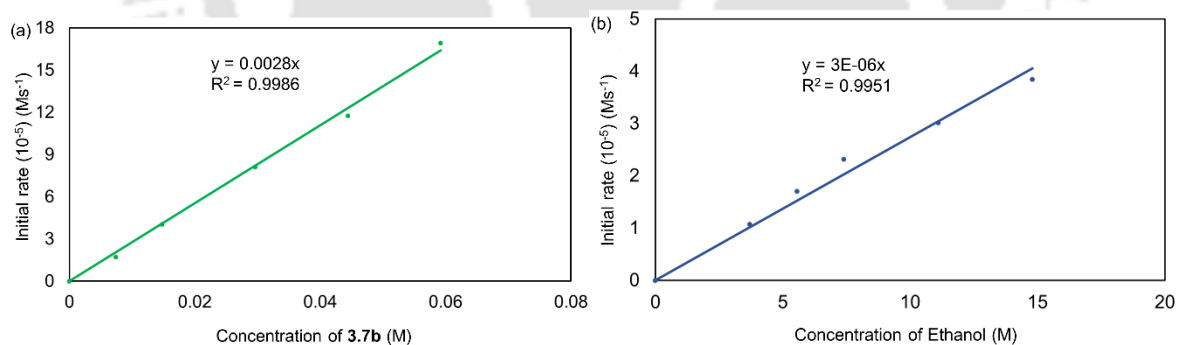 (a)
18
15
12
9
6
3
0
Initial rate (10⁻⁵) (Ms⁻¹)
y = 0.0028x
R² = 0.9986
0 0.02 0.04 0.06 0.08
Concentration of 3.7b (M)
(b)
5
4
3
2
1
0
Initial rate (10⁻⁵) (Ms⁻¹)
y = 3E-06x
R² = 0.9951
0 5 10 15 20
Concentration of Ethanol (M)